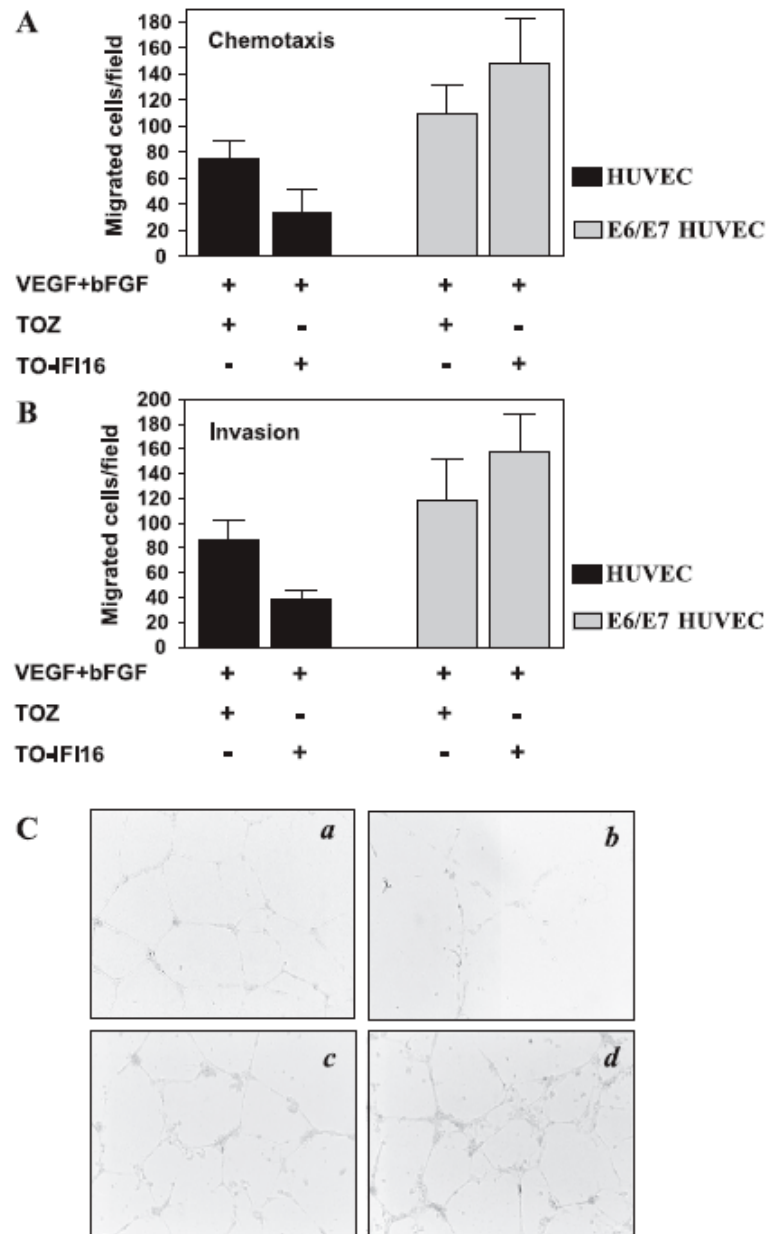 A
Chemotaxis
Migrated cells/field
180
160
140
120
100
80
60
40
20
0
HUVEC
E6/E7 HUVEC
VEGF+bFGF + + + +
TOZ + - + -
TO-IFI16 - + - +
B
Invasion
Migrated cells/field
200
180
160
140
120
100
80
60
40
20
0
HUVEC
E6/E7 HUVEC
VEGF+bFGF + + + +
TOZ + - + -
TO-IFI16 - + - +
C
a
b
c
d